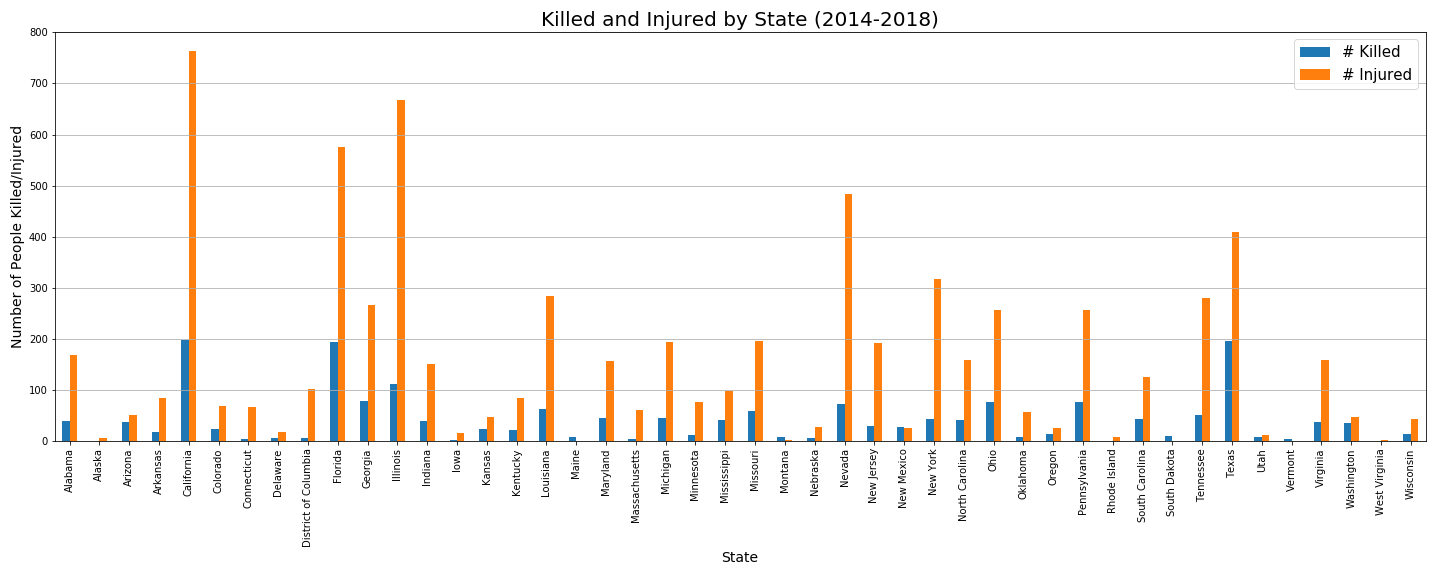 Killed and Injured by State (2014-2018)
# Killed
# Injured
Number of People Killed/Injured
800
700
600
500
400
300
200
100
0
Alabama
Alaska
Arizona
Arkansas
California
Colorado
Connecticut
Delaware
District of Columbia
Florida
Georgia
Illinois
Indiana
Iowa
Kansas
Kentucky
Louisiana
Maine
Maryland
Massachusetts
Michigan
Minnesota
Mississippi
Missouri
Montana
Nebraska
Nevada
New Jersey
New Mexico
New York
North Carolina
Ohio
Oklahoma
Oregon
Pennsylvania
Rhode Island
South Carolina
South Dakota
Tennessee
Texas
Utah
Vermont
Virginia
Washington
West Virginia
Wisconsin
State